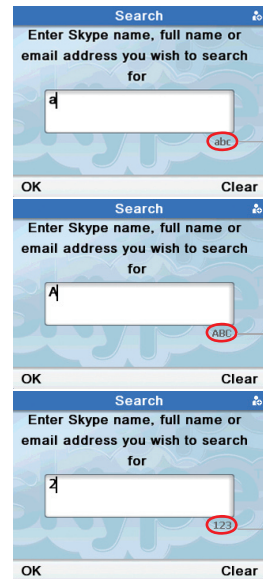 Search
Enter Skype name, full name or
email address you wish to search
for
a
abc
OK Clear
Search
Enter Skype name, full name or
email address you wish to search
for
A
ABC
OK Clear
Search
Enter Skype name, full name or
email address you wish to search
for
2
123
OK Clear